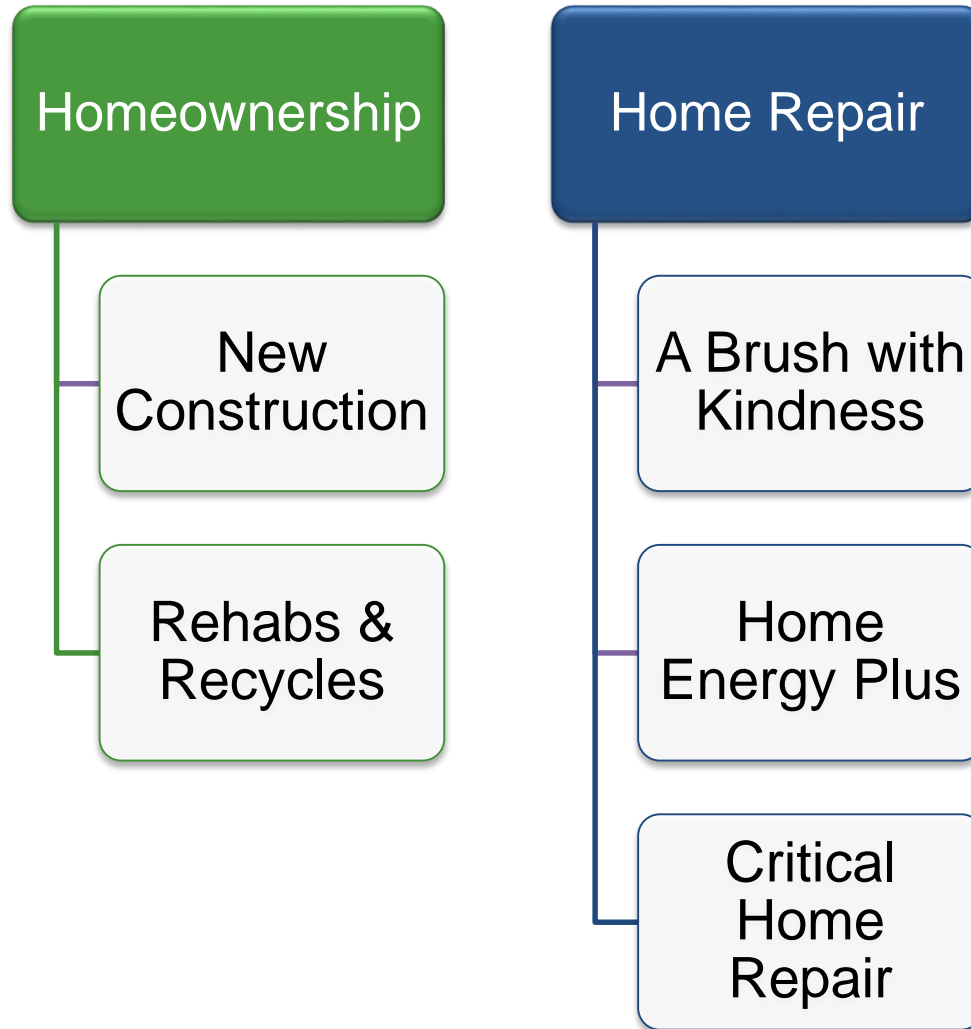 Homeownership
New
Construction
Rehabs &
Recycles
Home Repair
A Brush with
Kindness
Home
Energy Plus
Critical
Home
Repair